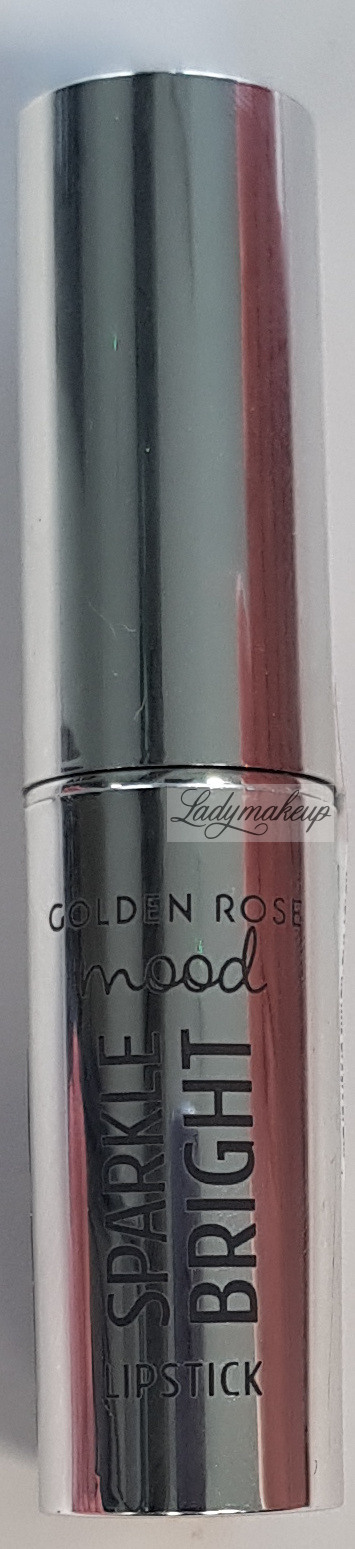 Ladymakeup
GOLDEN ROSE
mood
SPARKLE
BRIGHT
LIPSTICK